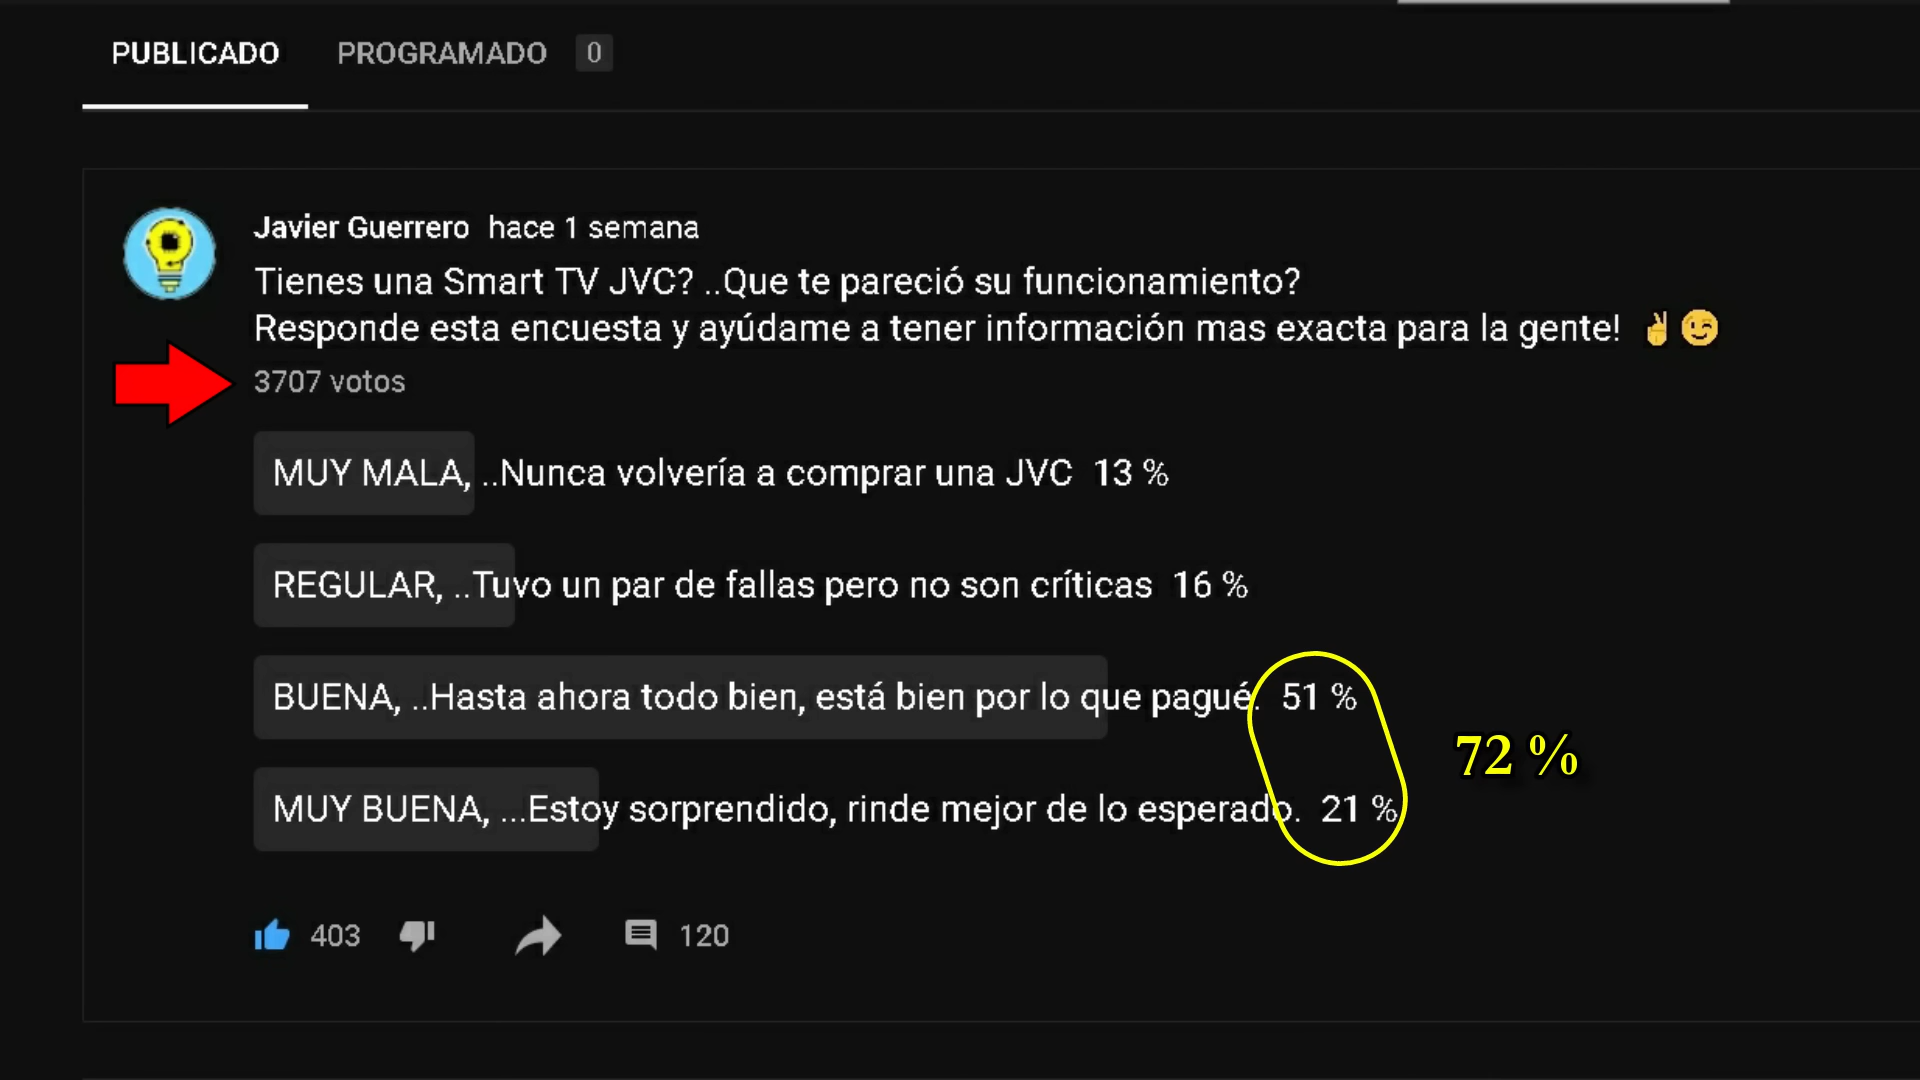 PUBLICADO PROGRAMADO 0
Javier Guerrero hace 1 semana
Tienes una Smart TV JVC? ..Que te pareció su funcionamiento?
Responde esta encuesta y ayúdame a tener información mas exacta para la gente! ✌😉
3707 votos
MUY MALA, ..Nunca volvería a comprar una JVC 13 %
REGULAR, ..Tuvo un par de fallas pero no son críticas 16 %
BUENA, ..Hasta ahora todo bien, está bien por lo que pagué. 51 %
72 %
MUY BUENA, ...Estoy sorprendido, rinde mejor de lo esperado. 21 %
403 120